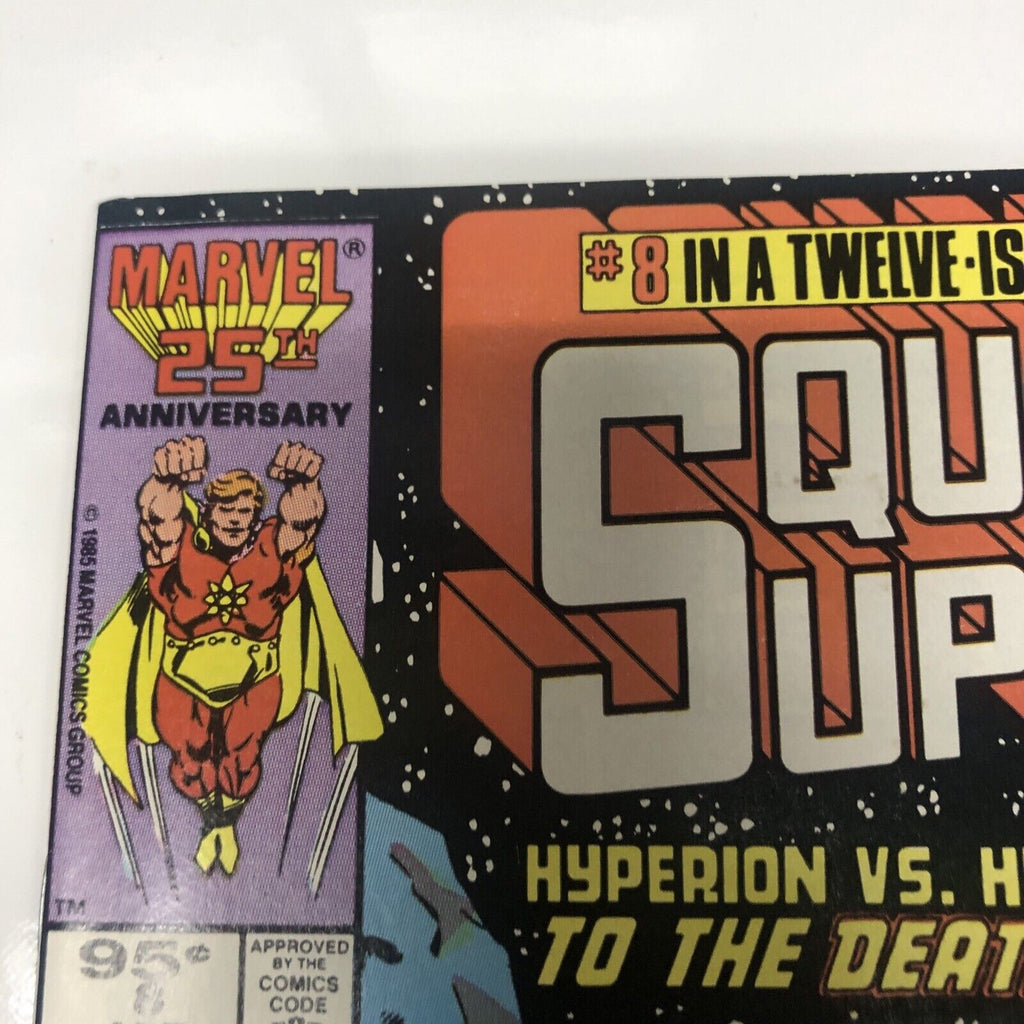 MARVEL®
25TH
ANNIVERSARY
© 1985 MARVEL COMICS GROUP
TM
95¢
8
APPROVED
BY THE
COMICS
CODE
#8 IN A TWELVE-IS
SQU
SUP
HYPERION VS. H
TO THE DEAT